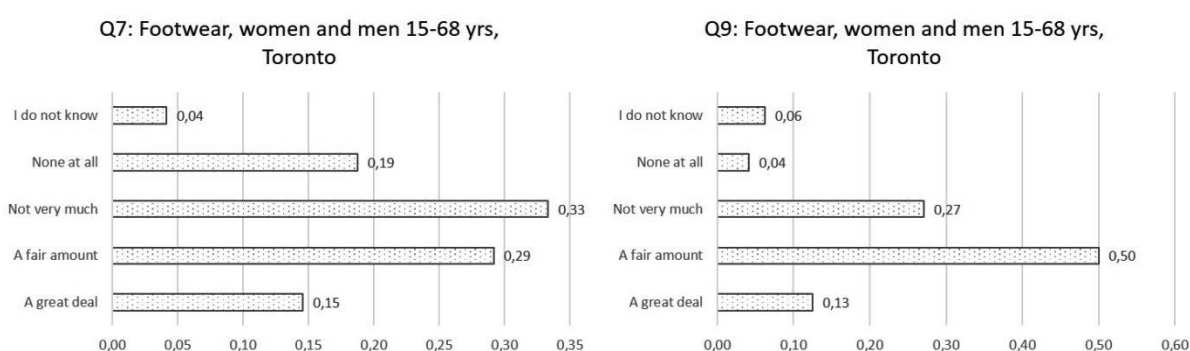 Q7: Footwear, women and men 15-68 yrs,
Toronto
I do not know
0,04
None at all
0,19
Not very much
0,33
A fair amount
0,29
A great deal
0,15
0,00 0,05 0,10 0,15 0,20 0,25 0,30 0,35
Q9: Footwear, women and men 15-68 yrs,
Toronto
I do not know
0,06
None at all
0,04
Not very much
0,27
A fair amount
0,50
A great deal
0,13
0,00 0,10 0,20 0,30 0,40 0,50 0,60